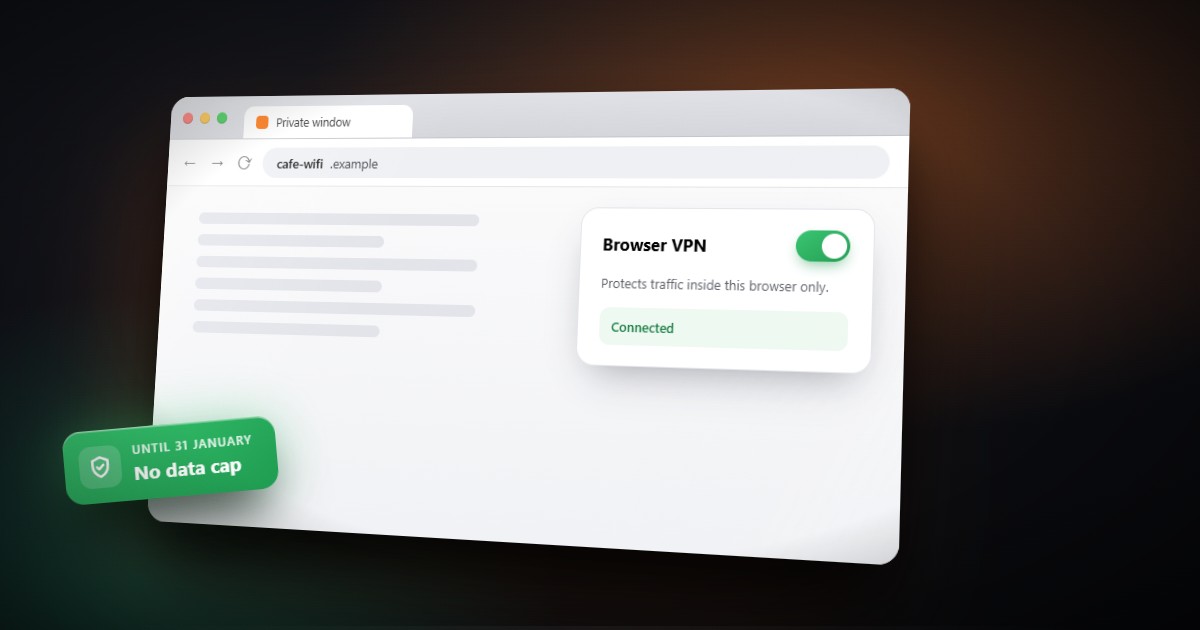 Private window
cafe-wifi .example
Browser VPN
Protects traffic inside this browser only.
Connected
UNTIL 31 JANUARY
No data cap